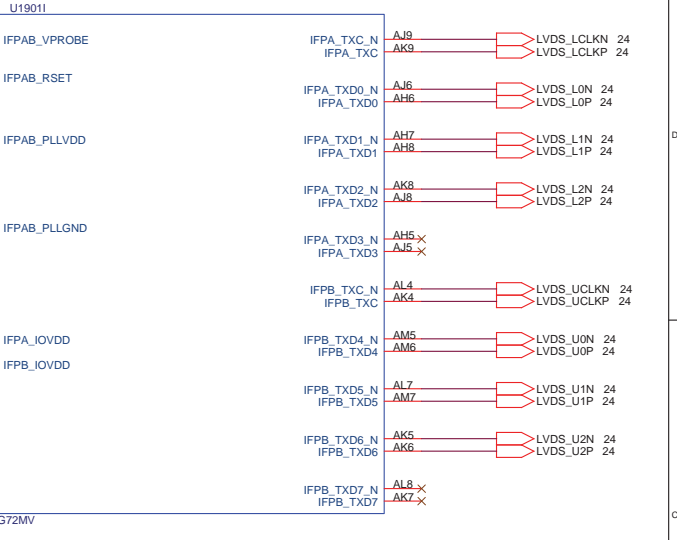 U1901I
IFPAB_VPROBE IFPA_TXC_N AJ9 LVDS_LCLKN 24
IFPA_TXC AK9 LVDS_LCLKP 24
IFPAB_RSET
IFPA_TXD0_N AJ6 LVDS_L0N 24
IFPA_TXD0 AH6 LVDS_L0P 24
D
IFPAB_PLLVDD IFPA_TXD1_N AH7 LVDS_L1N 24
IFPA_TXD1 AH8 LVDS_L1P 24
IFPA_TXD2_N AK8 LVDS_L2N 24
IFPA_TXD2 AJ8 LVDS_L2P 24
IFPAB_PLLGND
IFPA_TXD3_N AH5
IFPA_TXD3 AJ5
IFPB_TXC_N AL4 LVDS_UCLKN 24
IFPB_TXC AK4 LVDS_UCLKP 24
IFPA_IOVDD IFPB_TXD4_N AM5 LVDS_U0N 24
IFPB_TXD4 AM6 LVDS_U0P 24
IFPB_IOVDD
IFPB_TXD5_N AL7 LVDS_U1N 24
IFPB_TXD5 AM7 LVDS_U1P 24
IFPB_TXD6_N AK5 LVDS_U2N 24
IFPB_TXD6 AK6 LVDS_U2P 24
IFPB_TXD7_N AL8
IFPB_TXD7 AK7
C
G72MV